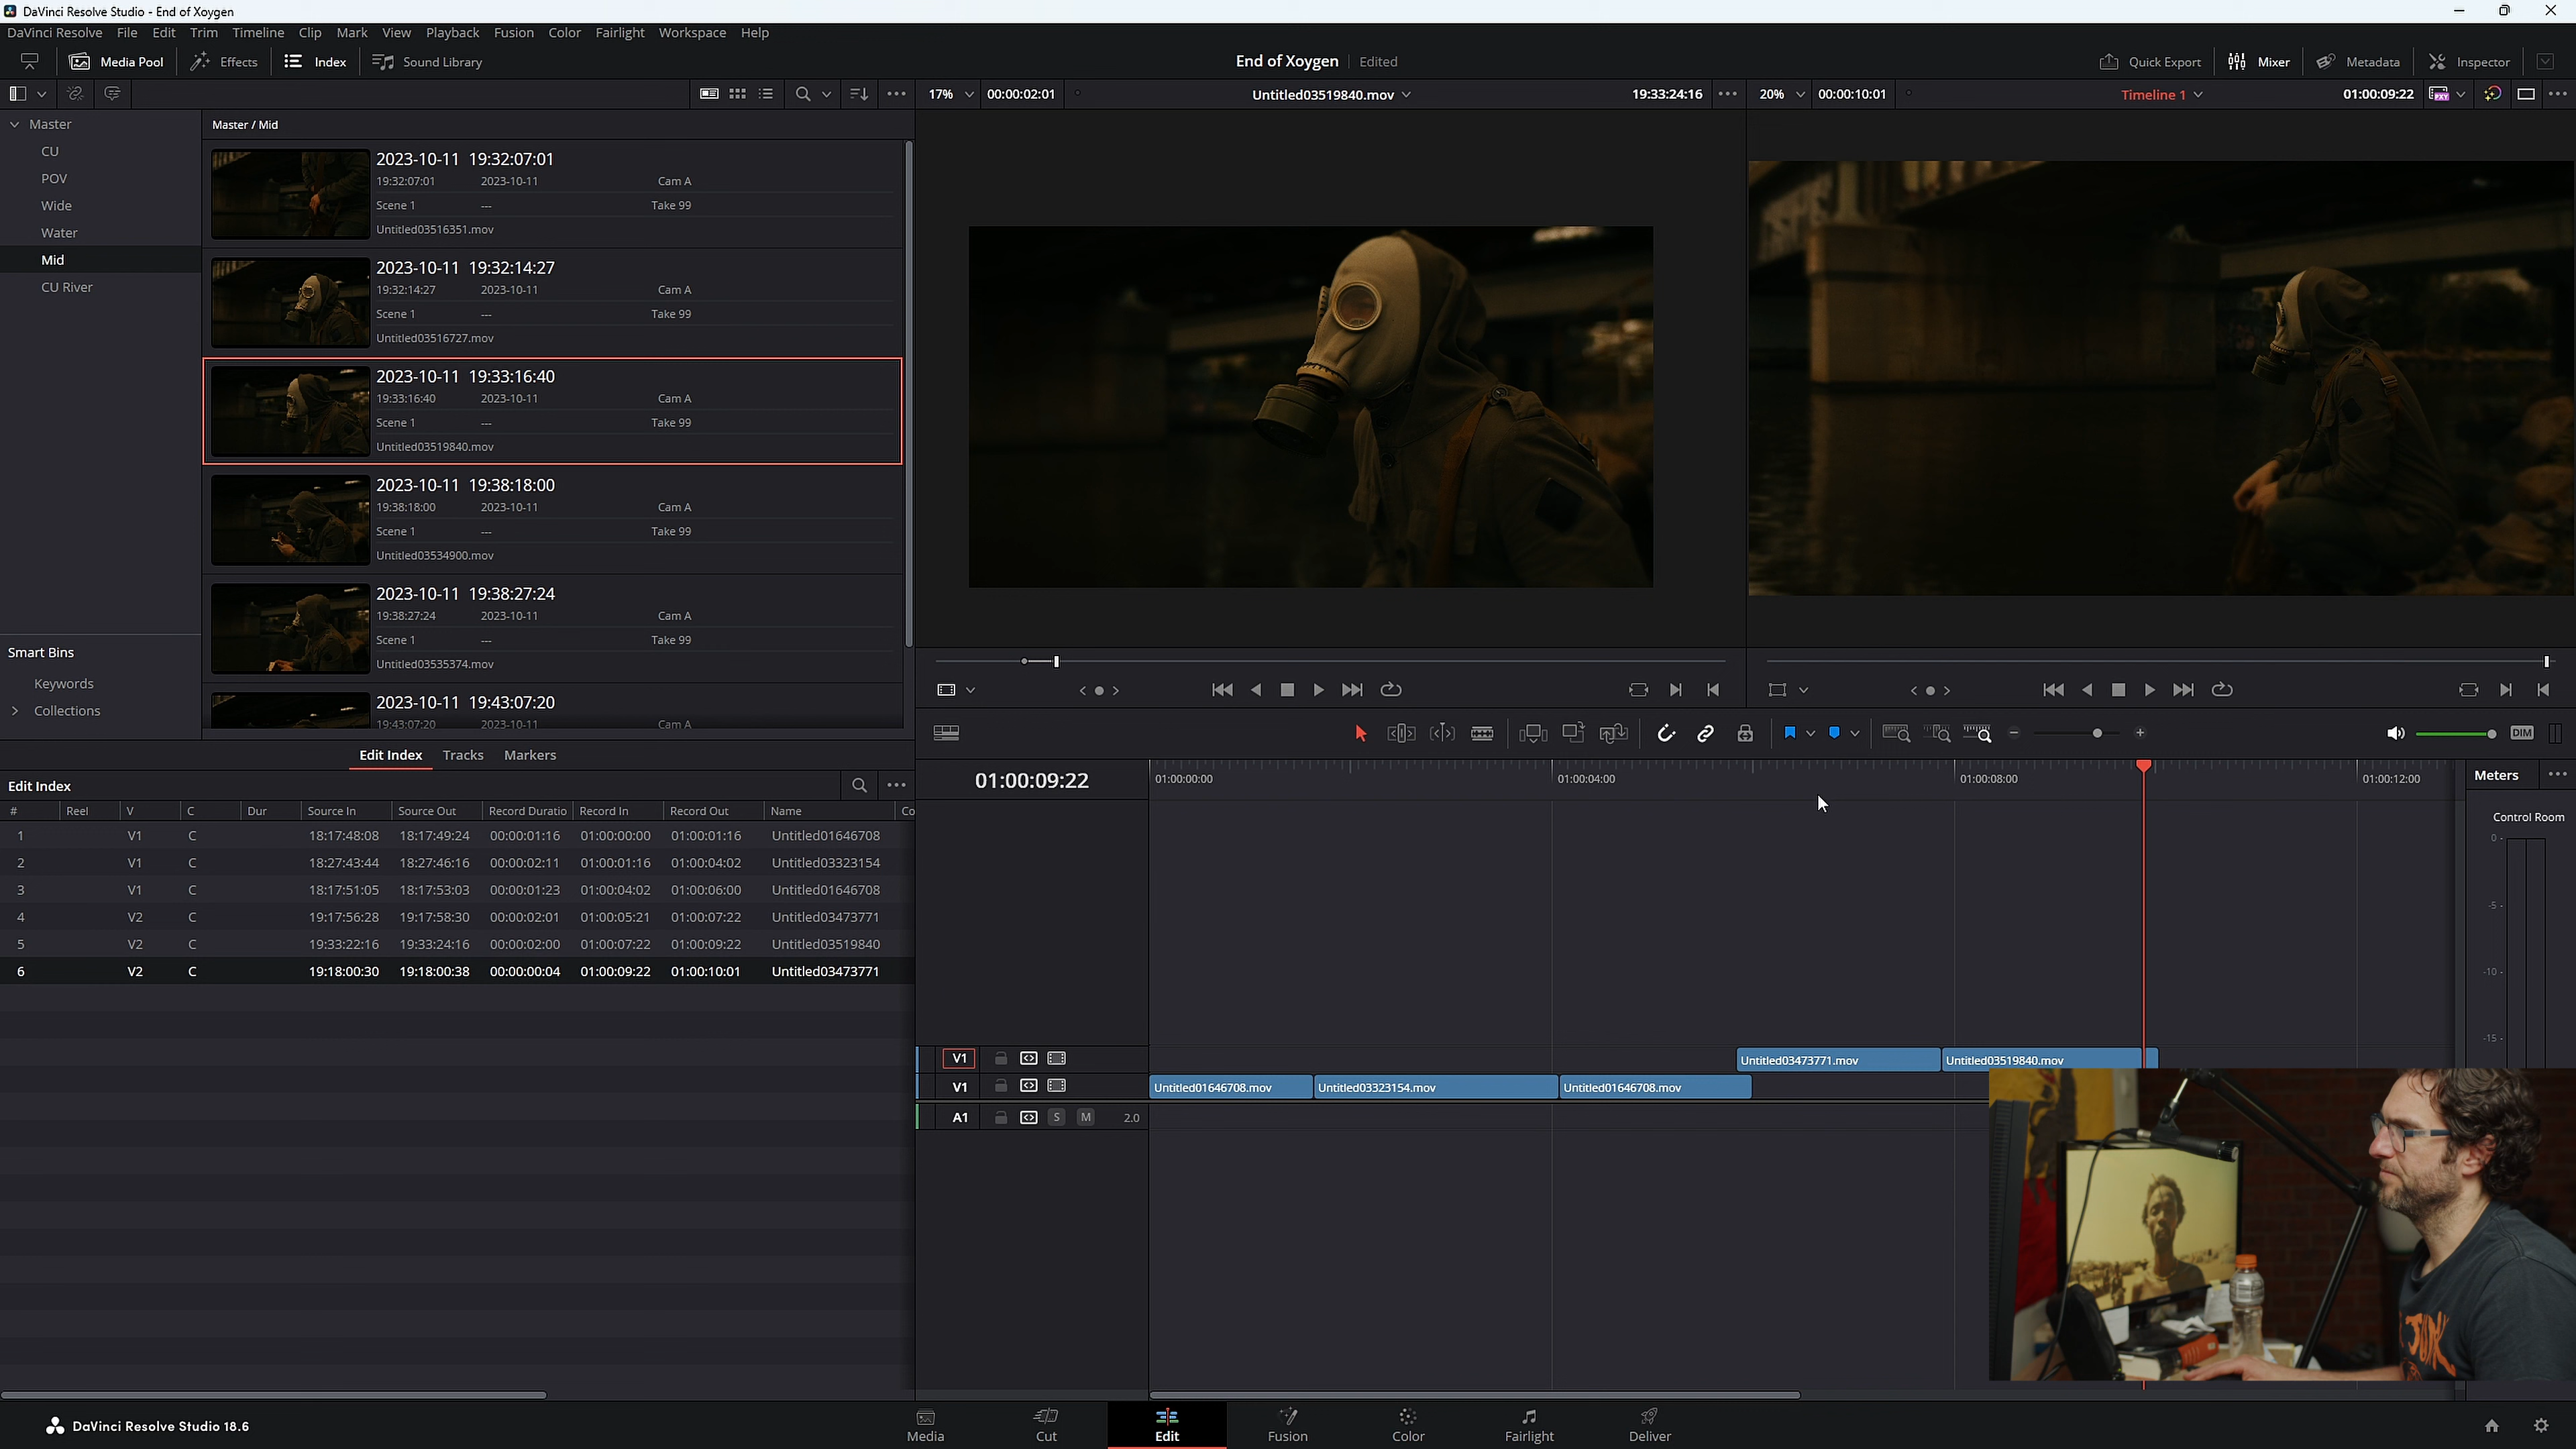 DaVinci Resolve Studio - End of Xoygen
DaVinci Resolve File Edit Trim Timeline Clip Mark View Playback Fusion Color Fairlight Workspace Help
Media Pool Effects Index Sound Library End of Xoygen Edited Quick Export Mixer Metadata Inspector
17% 00:00:02:01 Untitled03519840.mov 19:33:24:16 20% 00:00:10:01 Timeline 1 01:00:09:22 PXY
Master
CU
POV
Wide
Water
Mid
CU River
Smart Bins
Keywords
Collections
Master / Mid
2023-10-11 19:32:07:01
19:32:07:01 2023-10-11 Cam A
Scene 1 --- Take 99
Untitled03516351.mov
2023-10-11 19:32:14:27
19:32:14:27 2023-10-11 Cam A
Scene 1 --- Take 99
Untitled03516727.mov
2023-10-11 19:33:16:40
19:33:16:40 2023-10-11 Cam A
Scene 1 --- Take 99
Untitled03519840.mov
2023-10-11 19:38:18:00
19:38:18:00 2023-10-11 Cam A
Scene 1 --- Take 99
Untitled03534900.mov
2023-10-11 19:38:27:24
19:38:27:24 2023-10-11 Cam A
Scene 1 --- Take 99
Untitled03535374.mov
2023-10-11 19:43:07:20
19:43:07:20 2023-10-11 Cam A
DIM
Edit Index Tracks Markers
Edit Index
# Reel V C Dur Source In Source Out Record Duratio Record In Record Out Name Co
1 V1 C 18:17:48:08 18:17:49:24 00:00:01:16 01:00:00:00 01:00:01:16 Untitled01646708
2 V1 C 18:27:43:44 18:27:46:16 00:00:02:11 01:00:01:16 01:00:04:02 Untitled03323154
3 V1 C 18:17:51:05 18:17:53:03 00:00:01:23 01:00:04:02 01:00:06:00 Untitled01646708
4 V2 C 19:17:56:28 19:17:58:30 00:00:02:01 01:00:05:21 01:00:07:22 Untitled03473771
5 V2 C 19:33:22:16 19:33:24:16 00:00:02:00 01:00:07:22 01:00:09:22 Untitled03519840
6 V2 C 19:18:00:30 19:18:00:38 00:00:00:04 01:00:09:22 01:00:10:01 Untitled03473771
01:00:09:22 01:00:00:00 01:00:04:00 01:00:08:00 01:00:12:00
Meters
Control Room
0
-5
-10
-15
V1 Untitled03473771.mov Untitled03519840.mov
V1 Untitled01646708.mov Untitled03323154.mov Untitled01646708.mov
A1 S M 2.0
DaVinci Resolve Studio 18.6
Media Cut Edit Fusion Color Fairlight Deliver